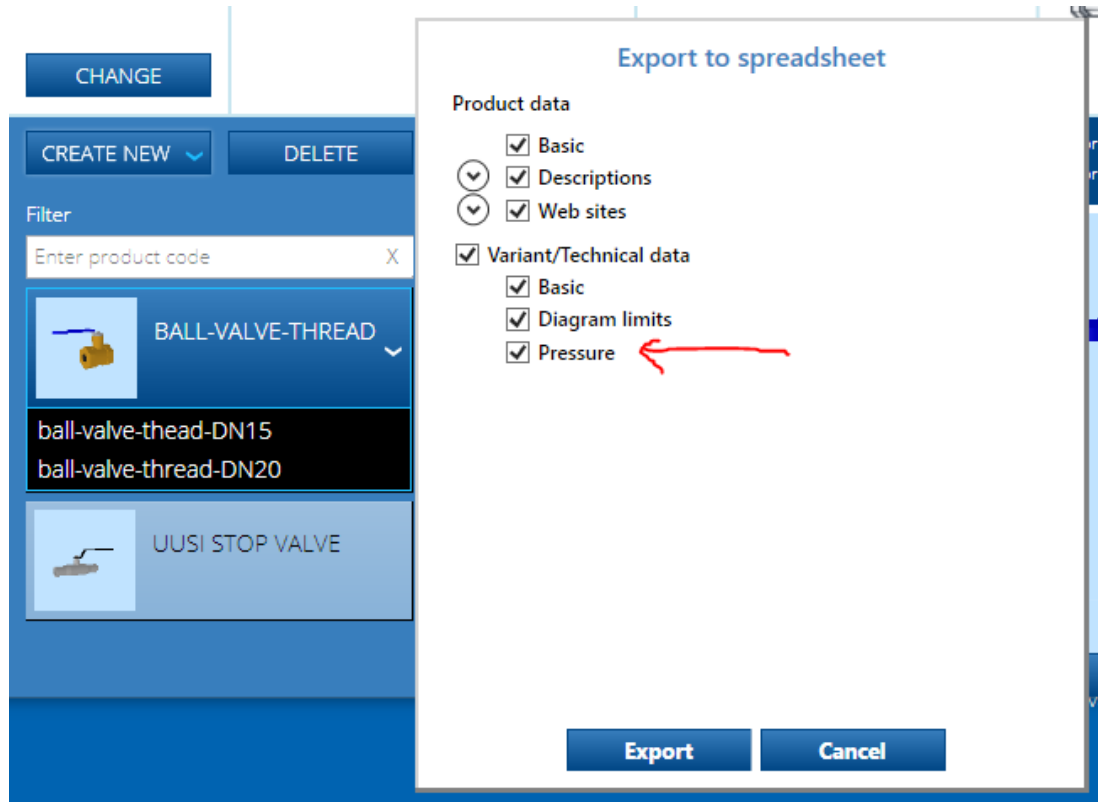 CHANGE
CREATE NEW
DELETE
Filter
Enter product code
X
BALL-VALVE-THREAD
ball-valve-thead-DN15
ball-valve-thread-DN20
UUSI STOP VALVE
Export to spreadsheet
Product data
Basic
Descriptions
Web sites
Variant/Technical data
Basic
Diagram limits
Pressure
Export
Cancel